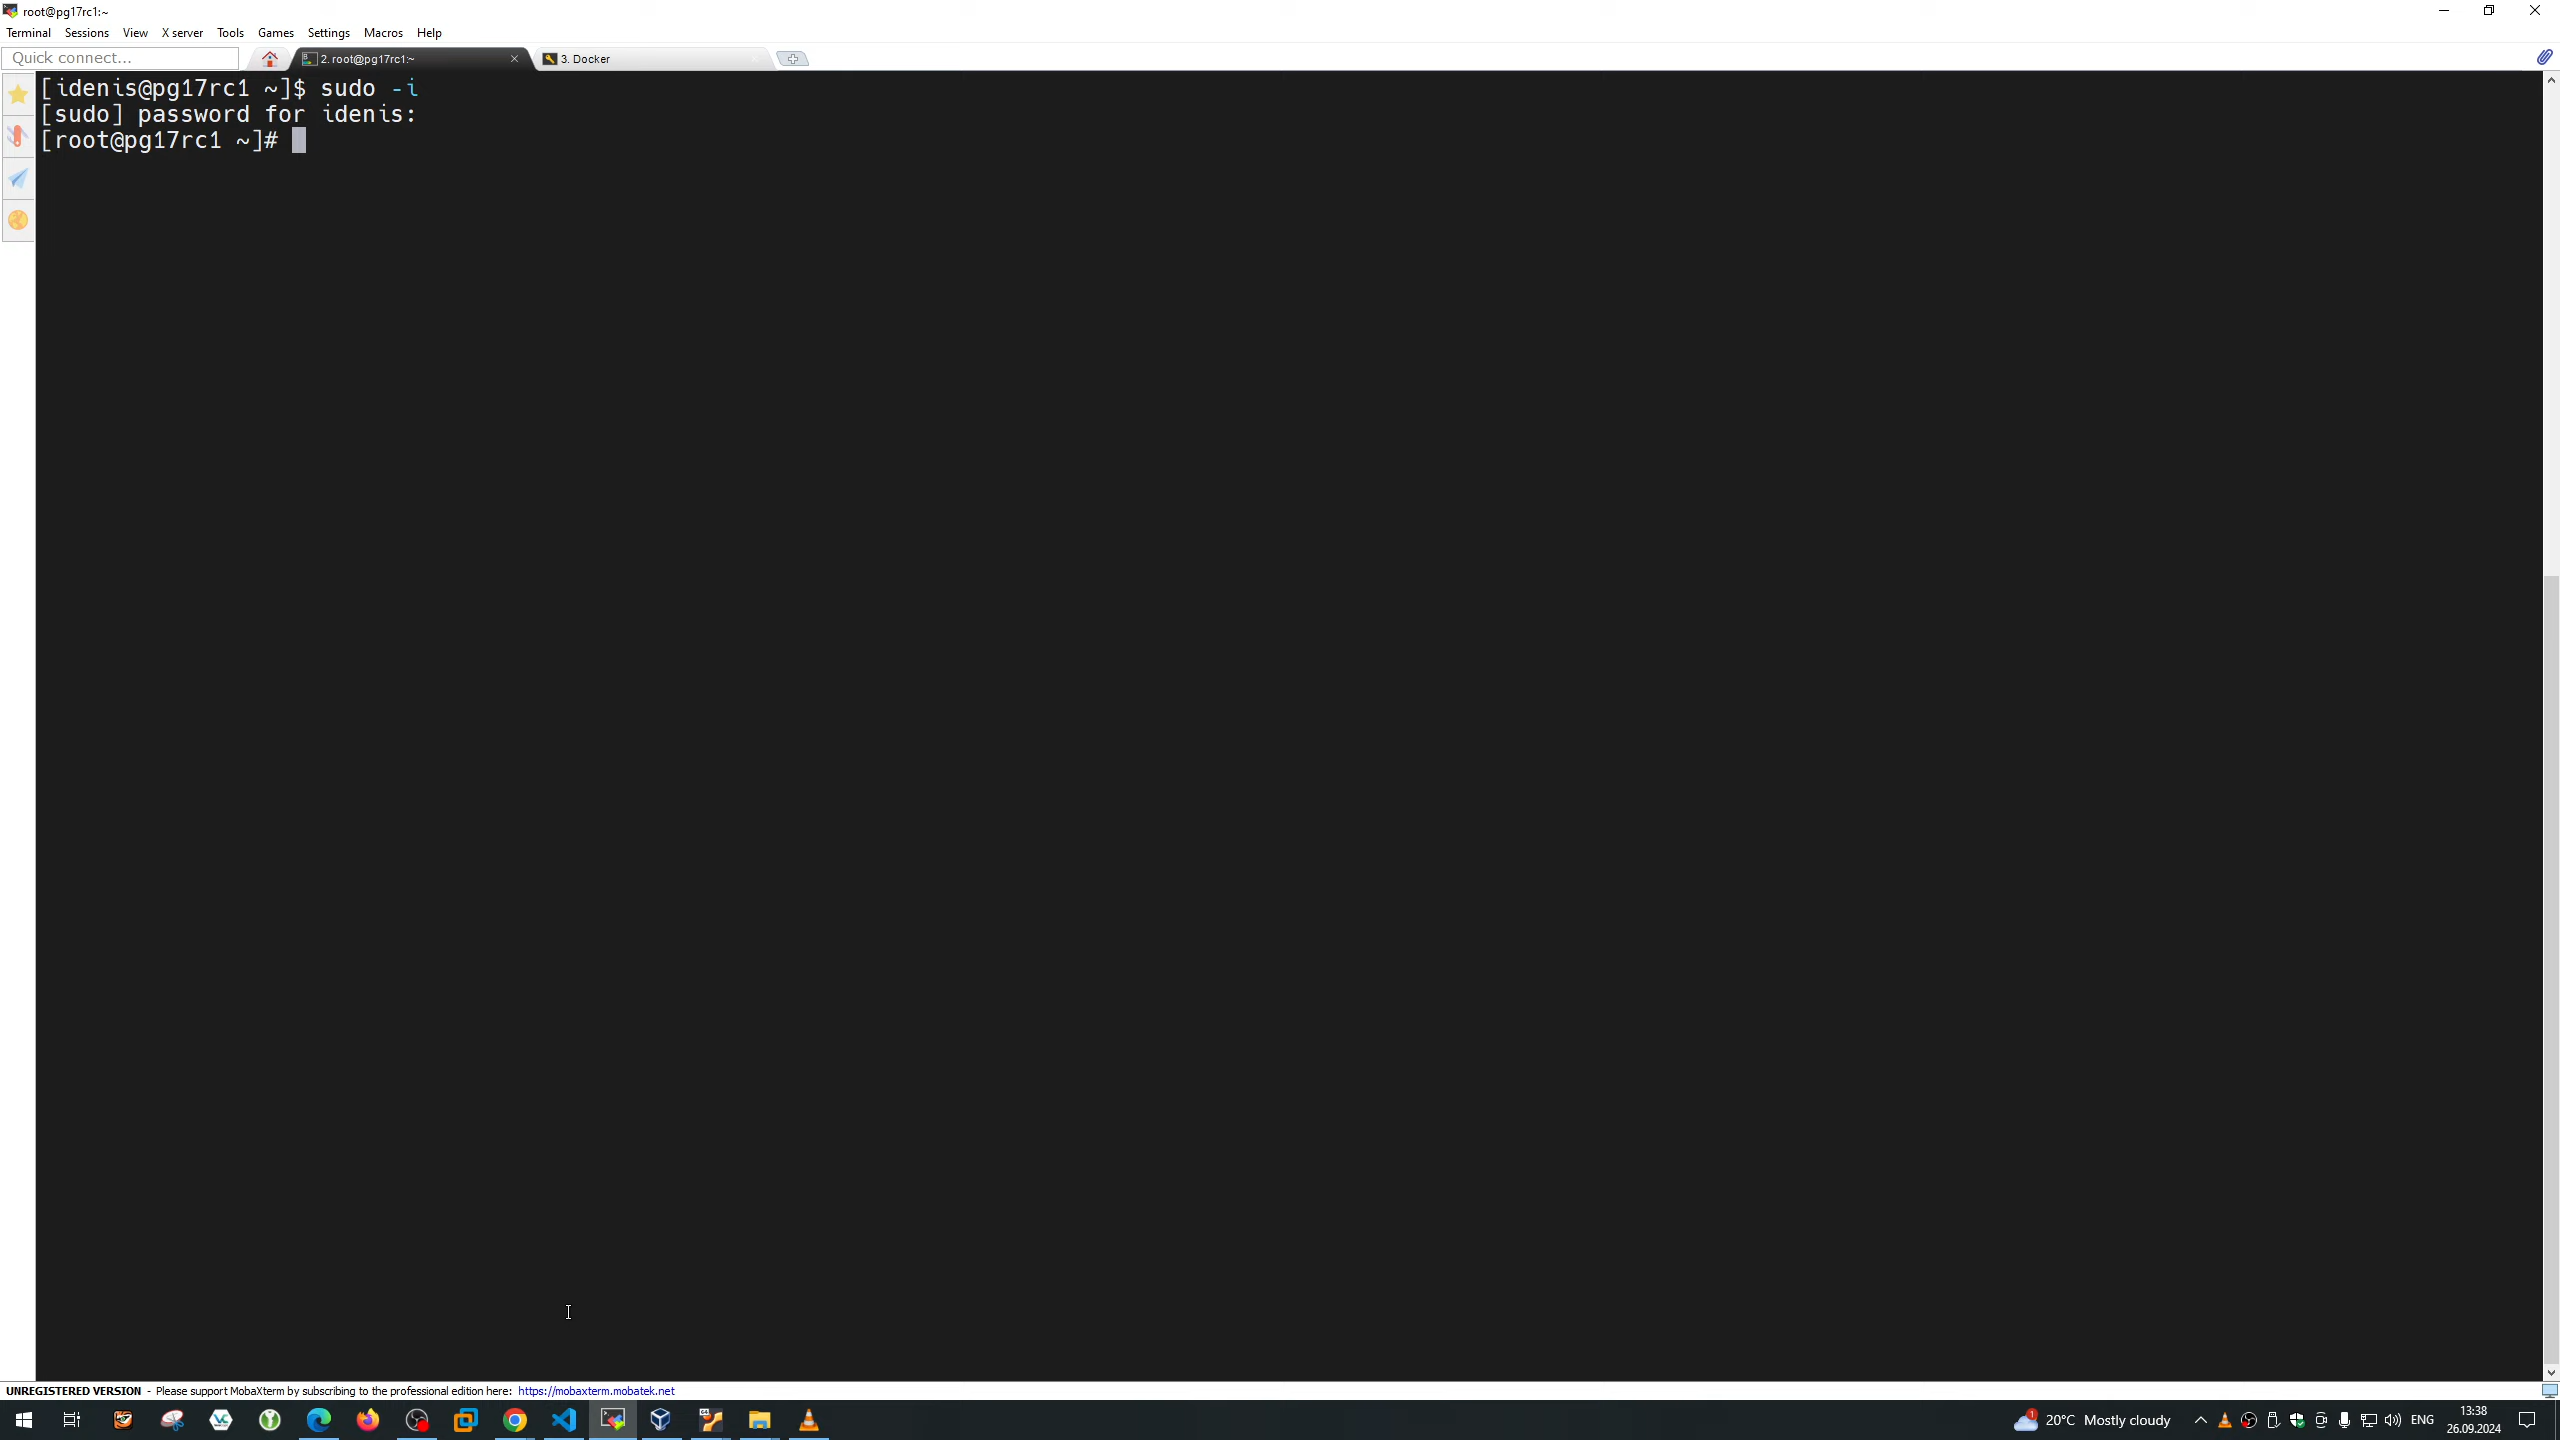 root@pg17rc1:~
Terminal Sessions View X server Tools Games Settings Macros Help
Quick connect... 2. root@pg17rc1:~ 3. Docker
[idenis@pg17rc1 ~]$ sudo -i
[sudo] password for idenis:
[root@pg17rc1 ~]#
UNREGISTERED VERSION - Please support MobaXterm by subscribing to the professional edition here: https://mobaxterm.mobatek.net
1 20°C Mostly cloudy ENG 13:38
26.09.2024